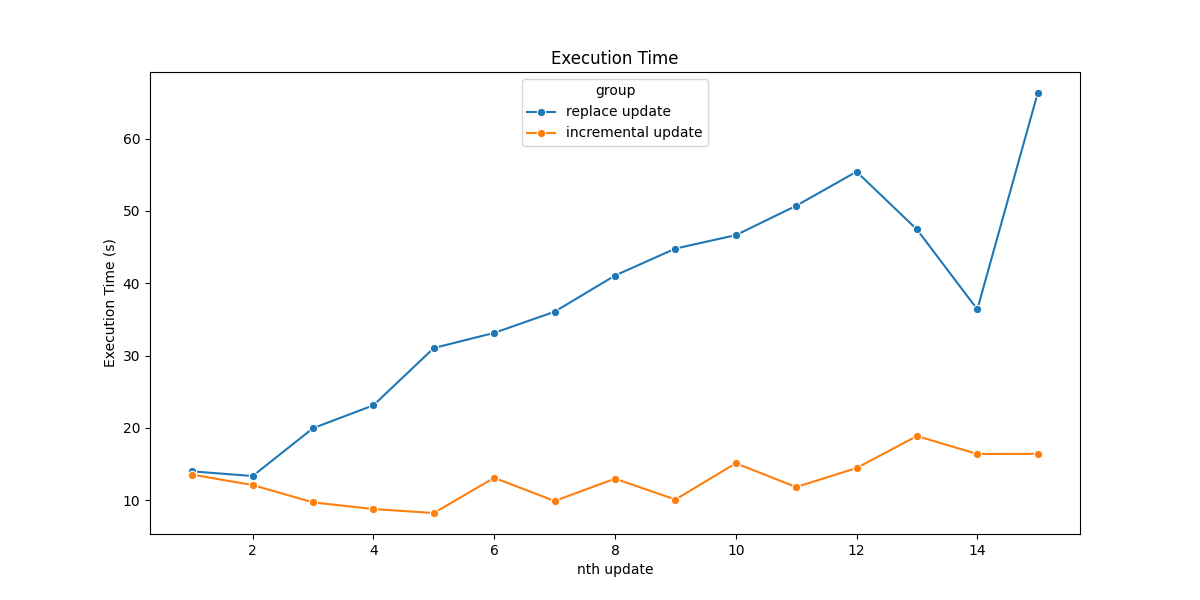 Execution Time
group
replace update
incremental update
Execution Time (s)
60
50
40
30
20
10
2 4 6 8 10 12 14
nth update